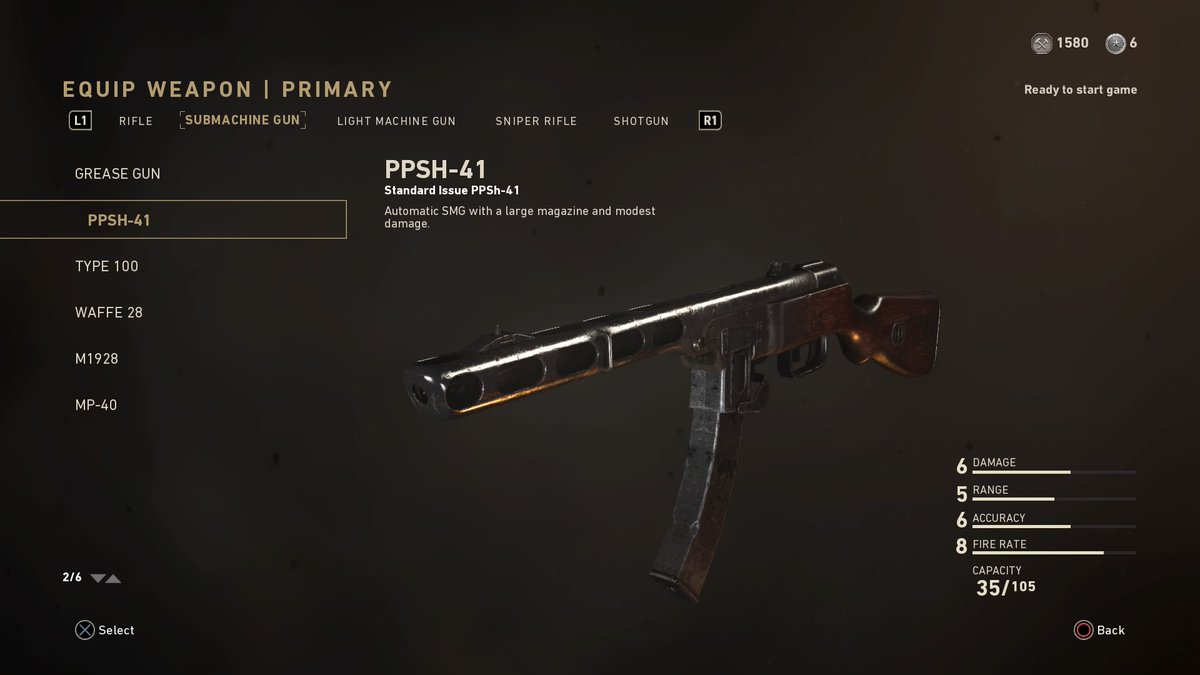 1580 6
EQUIP WEAPON | PRIMARY
Ready to start game
L1 RIFLE SUBMACHINE GUN LIGHT MACHINE GUN SNIPER RIFLE SHOTGUN R1
GREASE GUN
PPSH-41
TYPE 100
WAFFE 28
M1928
MP-40
PPSH-41
Standard Issue PPSh-41
Automatic SMG with a large magazine and modest
damage.
6 DAMAGE
5 RANGE
6 ACCURACY
8 FIRE RATE
CAPACITY
35/105
2/6
Select
Back